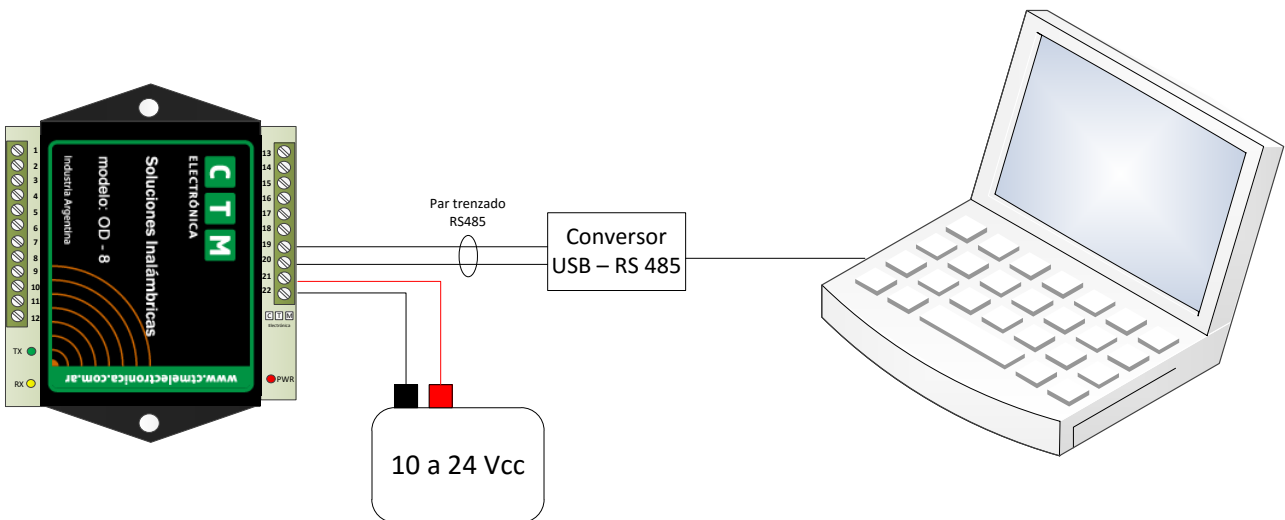 1
2
3
4
5
6
7
8
9
10
11
12
TX
RX
C T M
ELECTRÓNICA
Soluciones Inalámbricas
modelo: OD - 8
Industria Argentina
www.ctmelectronica.com.ar
13
14
15
16
17
18
19
20
21
22
C T M
Electrónica
PWR
Par trenzado
RS485
Conversor
USB – RS 485
10 a 24 Vcc